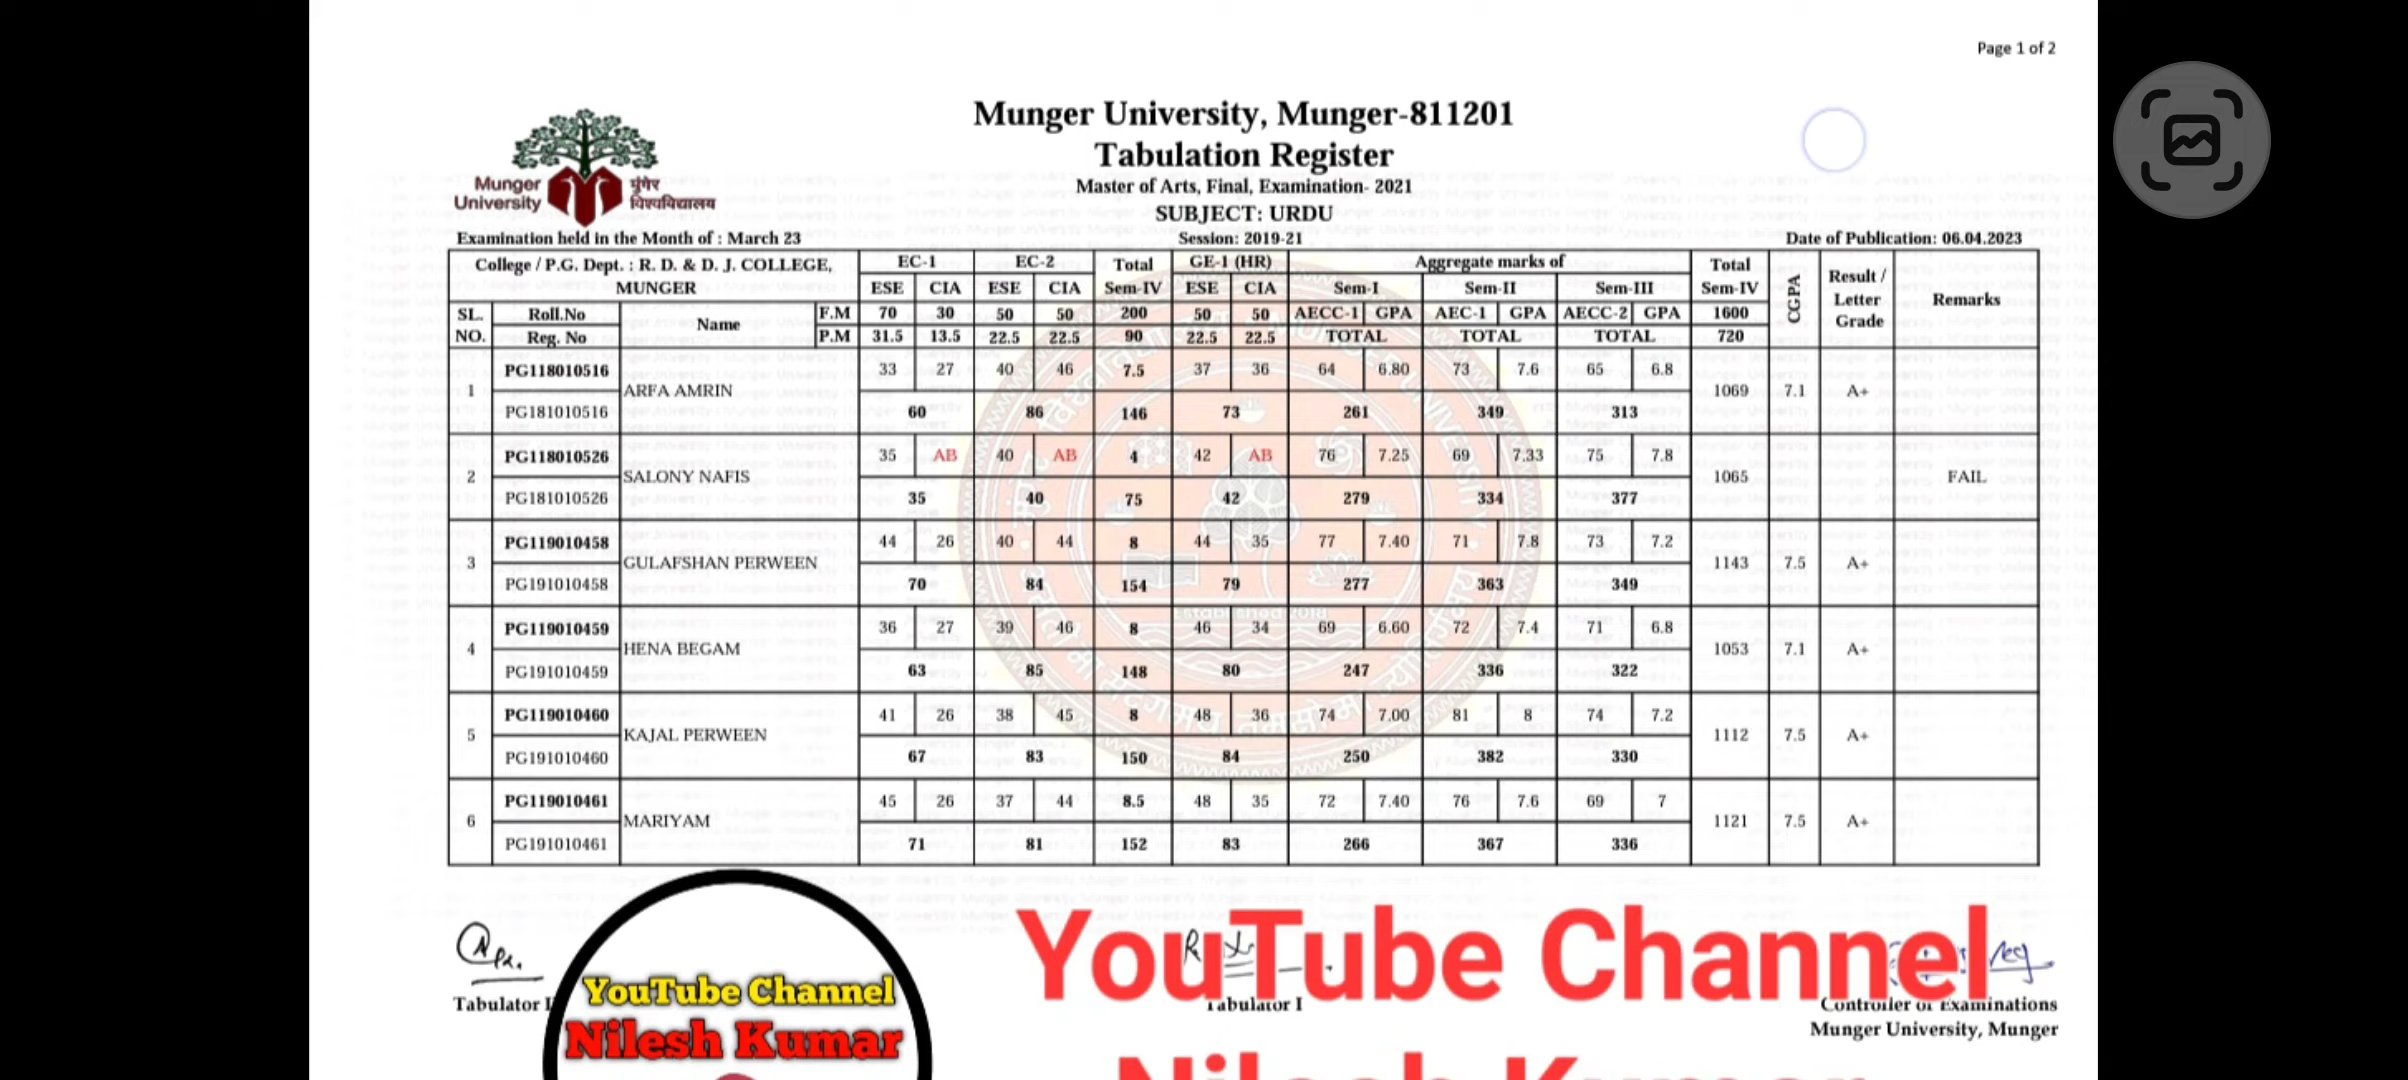 Page 1 of 2
Munger University, Munger-811201
Tabulation Register
Master of Arts, Final, Examination- 2021
SUBJECT: URDU
Munger मुंगेर
University विश्वविद्यालय
Examination held in the Month of : March 23 Session: 2019-21 Date of Publication: 06.04.2023
College / P.G. Dept. : R. D. & D. J. COLLEGE, EC-1 EC-2 Total GE-1 (HR) Aggregate marks of Total CGPA Result / Remarks
MUNGER ESE CIA ESE CIA Sem-IV ESE CIA Sem-I Sem-II Sem-III Sem-IV Letter
SL. Roll.No Name F.M 70 30 50 50 200 50 50 AECC-1 GPA AEC-1 GPA AECC-2 GPA 1600 Grade
NO. Reg. No P.M 31.5 13.5 22.5 22.5 90 22.5 22.5 TOTAL TOTAL TOTAL 720
PG118010516 33 27 40 46 7.5 37 36 64 6.80 73 7.6 65 6.8
1 ARFA AMRIN 1069 7.1 A+
PG181010516 60 86 146 73 261 349 313
PG118010526 35 AB 40 AB 4 42 AB 76 7.25 69 7.33 75 7.8
2 SALONY NAFIS 1065 FAIL
PG181010526 35 40 75 42 279 334 377
PG119010458 44 26 40 44 8 44 35 77 7.40 71 7.8 73 7.2
3 GULAFSHAN PERWEEN 1143 7.5 A+
PG191010458 70 84 154 79 277 363 349
PG119010459 36 27 39 46 8 46 34 69 6.60 72 7.4 71 6.8
4 HENA BEGAM 1053 7.1 A+
PG191010459 63 85 148 80 247 336 322
PG119010460 41 26 38 45 8 48 36 74 7.00 81 8 74 7.2
5 KAJAL PERWEEN 1112 7.5 A+
PG191010460 67 83 150 84 250 382 330
PG119010461 45 26 37 44 8.5 48 35 72 7.40 76 7.6 69 7
6 MARIYAM 1121 7.5 A+
PG191010461 71 81 152 83 266 367 336
YouTube Channel
Tabulator Tabulator I Controller of Examinations
Munger University, Munger
YouTube Channel
Nilesh Kumar
Nilesh Kumar